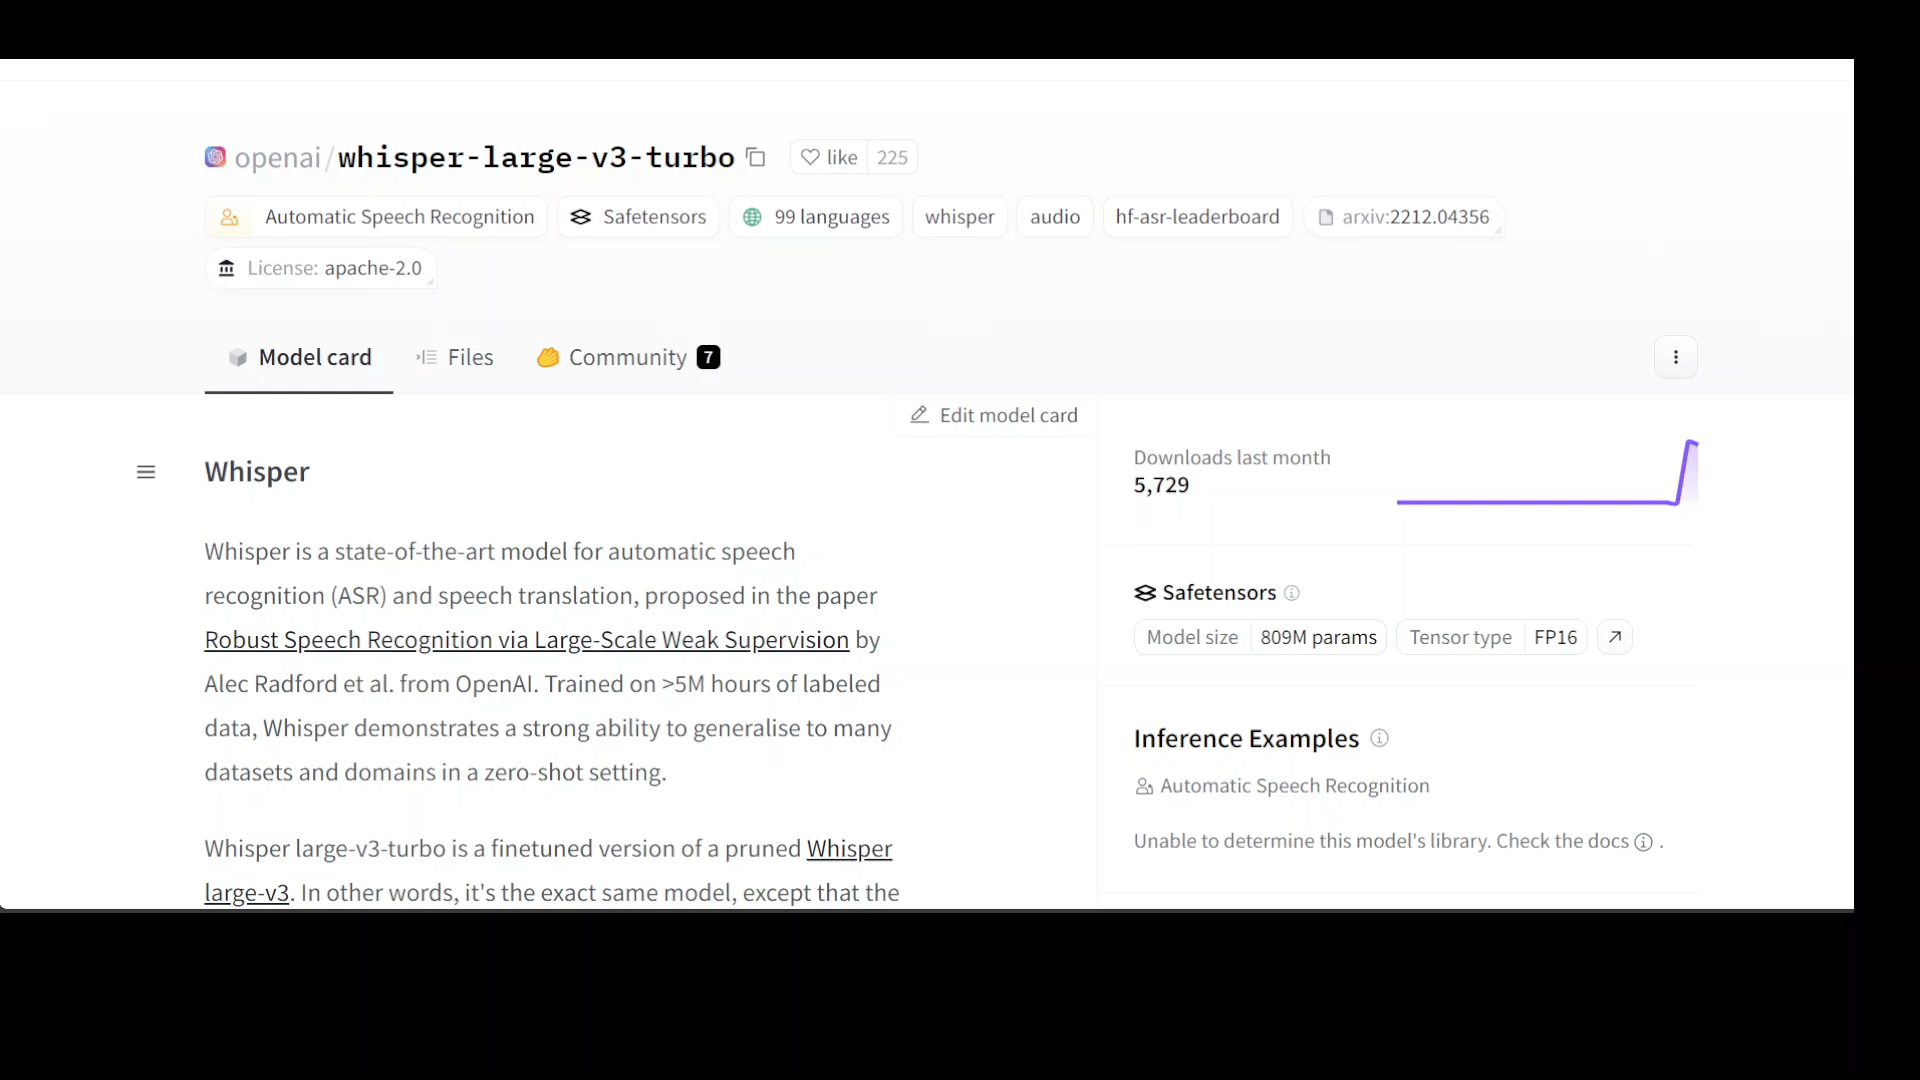 openai/whisper-large-v3-turbo like 225
Automatic Speech Recognition Safetensors 99 languages whisper audio hf-asr-leaderboard arxiv:2212.04356
License: apache-2.0
Model card Files Community 7
Edit model card
Whisper
Whisper is a state-of-the-art model for automatic speech
recognition (ASR) and speech translation, proposed in the paper
Robust Speech Recognition via Large-Scale Weak Supervision by
Alec Radford et al. from OpenAI. Trained on >5M hours of labeled
data, Whisper demonstrates a strong ability to generalise to many
datasets and domains in a zero-shot setting.
Whisper large-v3-turbo is a finetuned version of a pruned Whisper
large-v3. In other words, it's the exact same model, except that the
Downloads last month
5,729
Safetensors
Model size 809M params Tensor type FP16
Inference Examples
Automatic Speech Recognition
Unable to determine this model's library. Check the docs .